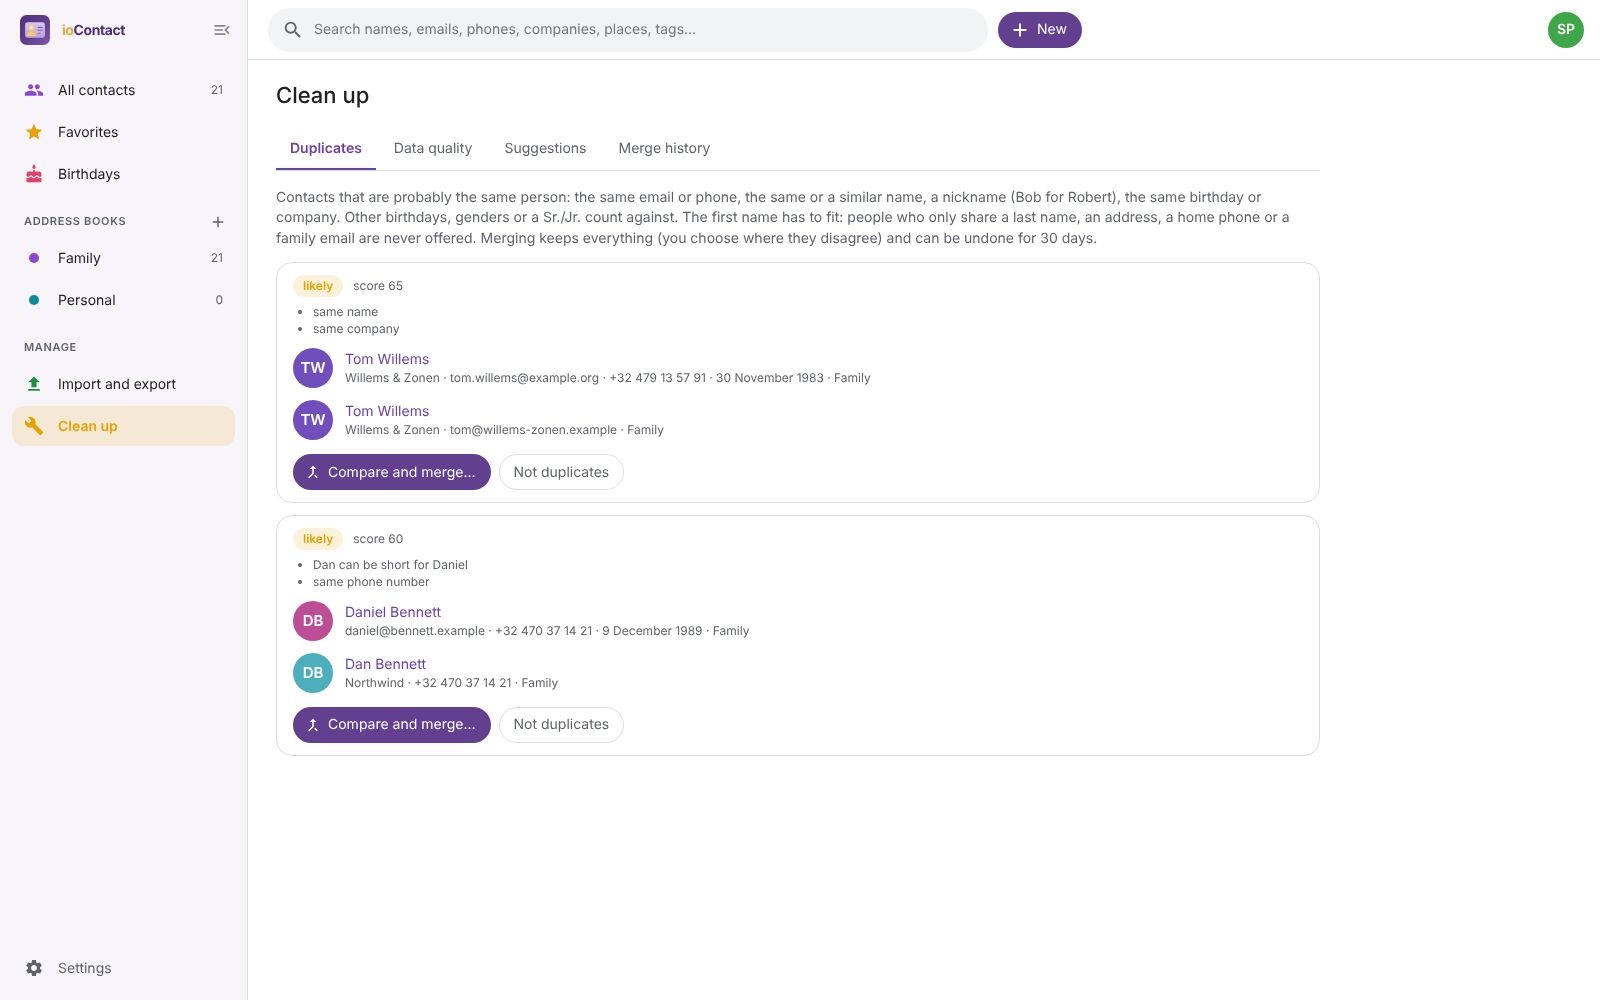 ioContact
Search names, emails, phones, companies, places, tags...
New
SP
All contacts 21
Favorites
Birthdays
ADDRESS BOOKS
Family 21
Personal 0
MANAGE
Import and export
Clean up
Settings
Clean up
Duplicates Data quality Suggestions Merge history
Contacts that are probably the same person: the same email or phone, the same or a similar name, a nickname (Bob for Robert), the same birthday or
company. Other birthdays, genders or a Sr./Jr. count against. The first name has to fit: people who only share a last name, an address, a home phone or a
family email are never offered. Merging keeps everything (you choose where they disagree) and can be undone for 30 days.
likely score 65
• same name
• same company
TW
Tom Willems
Willems & Zonen · tom.willems@example.org · +32 479 13 57 91 · 30 November 1983 · Family
TW
Tom Willems
Willems & Zonen · tom@willems-zonen.example · Family
Compare and merge... Not duplicates
likely score 60
• Dan can be short for Daniel
• same phone number
DB
Daniel Bennett
daniel@bennett.example · +32 470 37 14 21 · 9 December 1989 · Family
DB
Dan Bennett
Northwind · +32 470 37 14 21 · Family
Compare and merge... Not duplicates